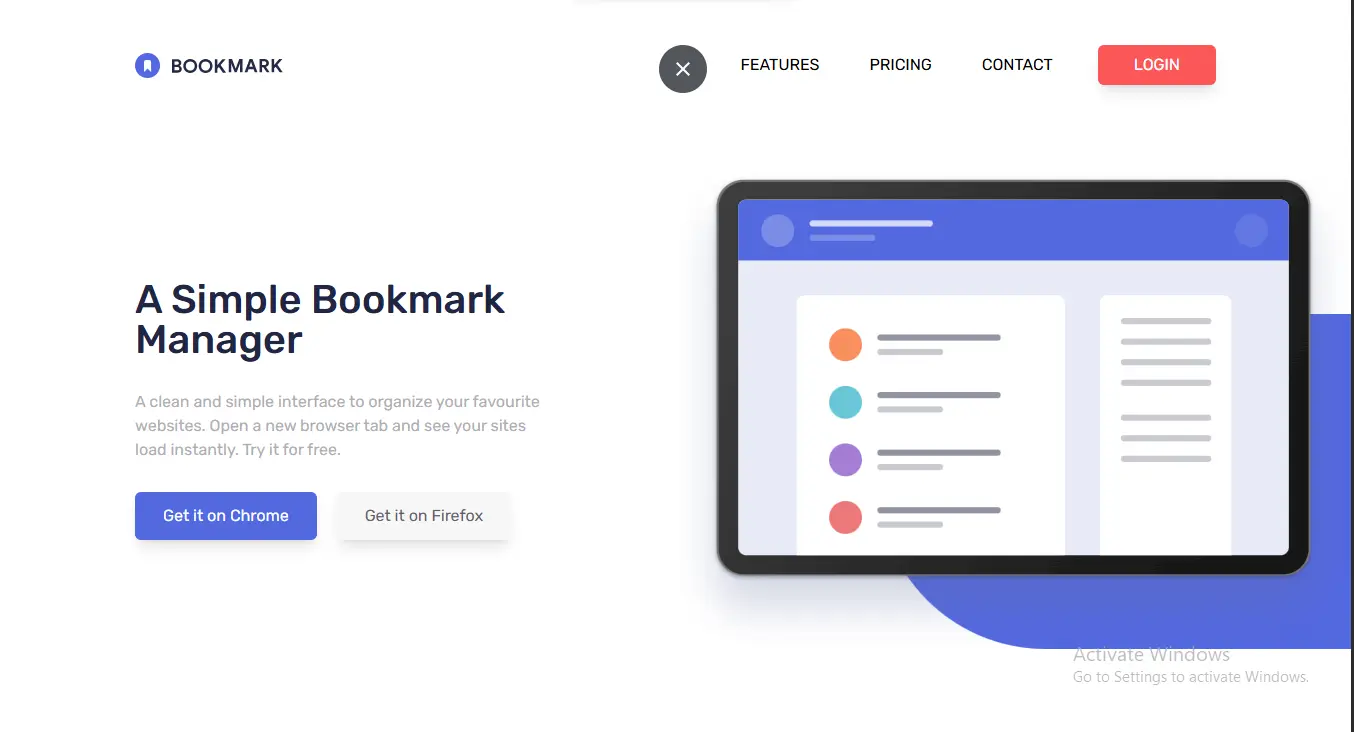 BOOKMARK
FEATURES
PRICING
CONTACT
LOGIN
A Simple Bookmark
Manager
A clean and simple interface to organize your favourite
websites. Open a new browser tab and see your sites
load instantly. Try it for free.
Get it on Chrome
Get it on Firefox
Activate Windows
Go to Settings to activate Windows.